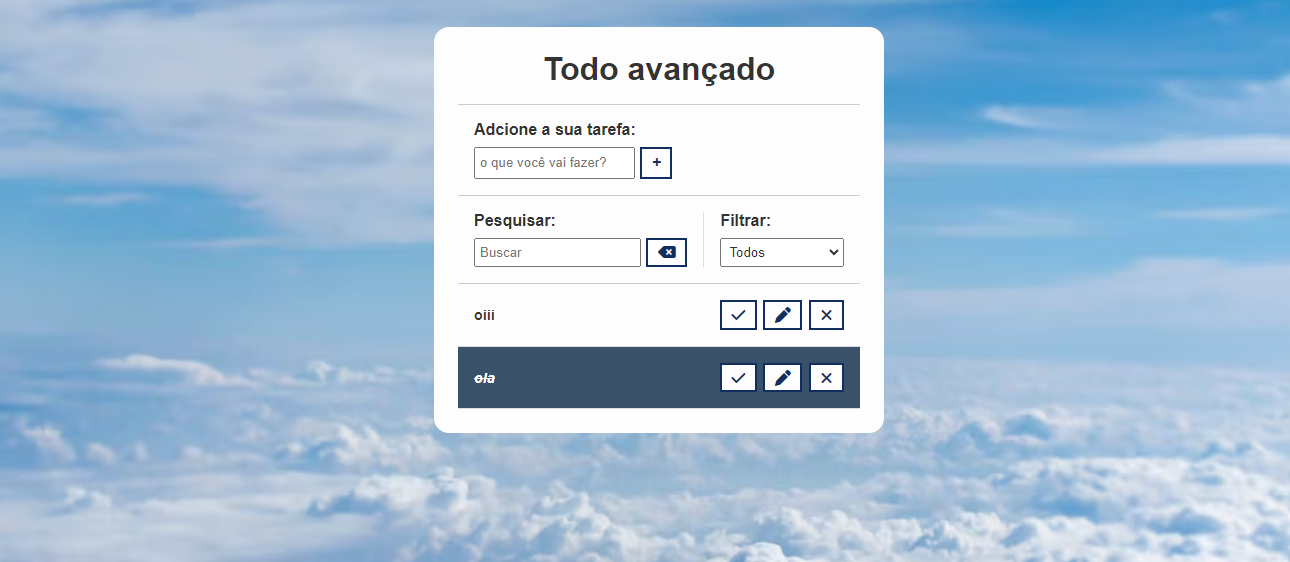 Todo avançado
Adcione a sua tarefa:
o que você vai fazer?
+
Pesquisar:
Filtrar:
Buscar
Todos
oiii
ola